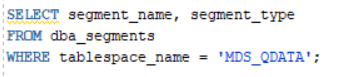 SELECT segment_name, segment_type
FROM dba_segments
WHERE tablespace_name = 'MDS_QDATA';